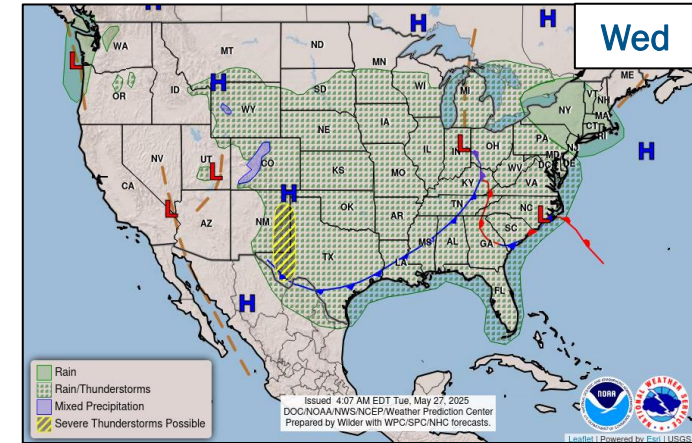 Wed
H
H
H
WA
MT
ND
MN
ME
L
OR
ID
H
WY
SD
WI
MI
VT
NH
NY
MA
CT
RI
NE
IA
L
OH
PA
NJ
H
NV
UT
L
CO
KS
MO
IL
IN
WV
MD
DE
DC
VA
KY
CA
L
AZ
NM
H
OK
AR
TN
NC
L
SC
TX
LA
MS
AL
GA
H
FL
Rain
Rain/Thunderstorms
Mixed Precipitation
Severe Thunderstorms Possible
Issued 4:07 AM EDT Tue, May 27, 2025
DOC/NOAA/NWS/NCEP/Weather Prediction Center
Prepared by Wilder with WPC/SPC/NHC forecasts.
NOAA
NATIONAL WEATHER SERVICE
Leaflet | Powered by Esri | USGS